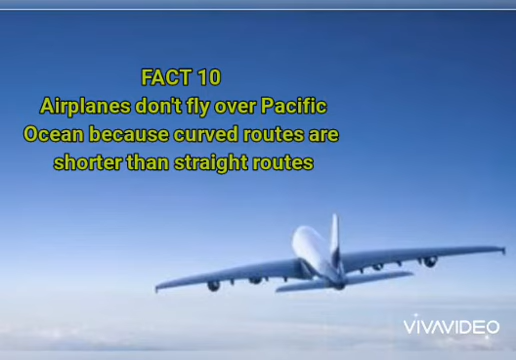 FACT 10
Airplanes don't fly over Pacific
Ocean because curved routes are
shorter than straight routes
VIVAVIDEO